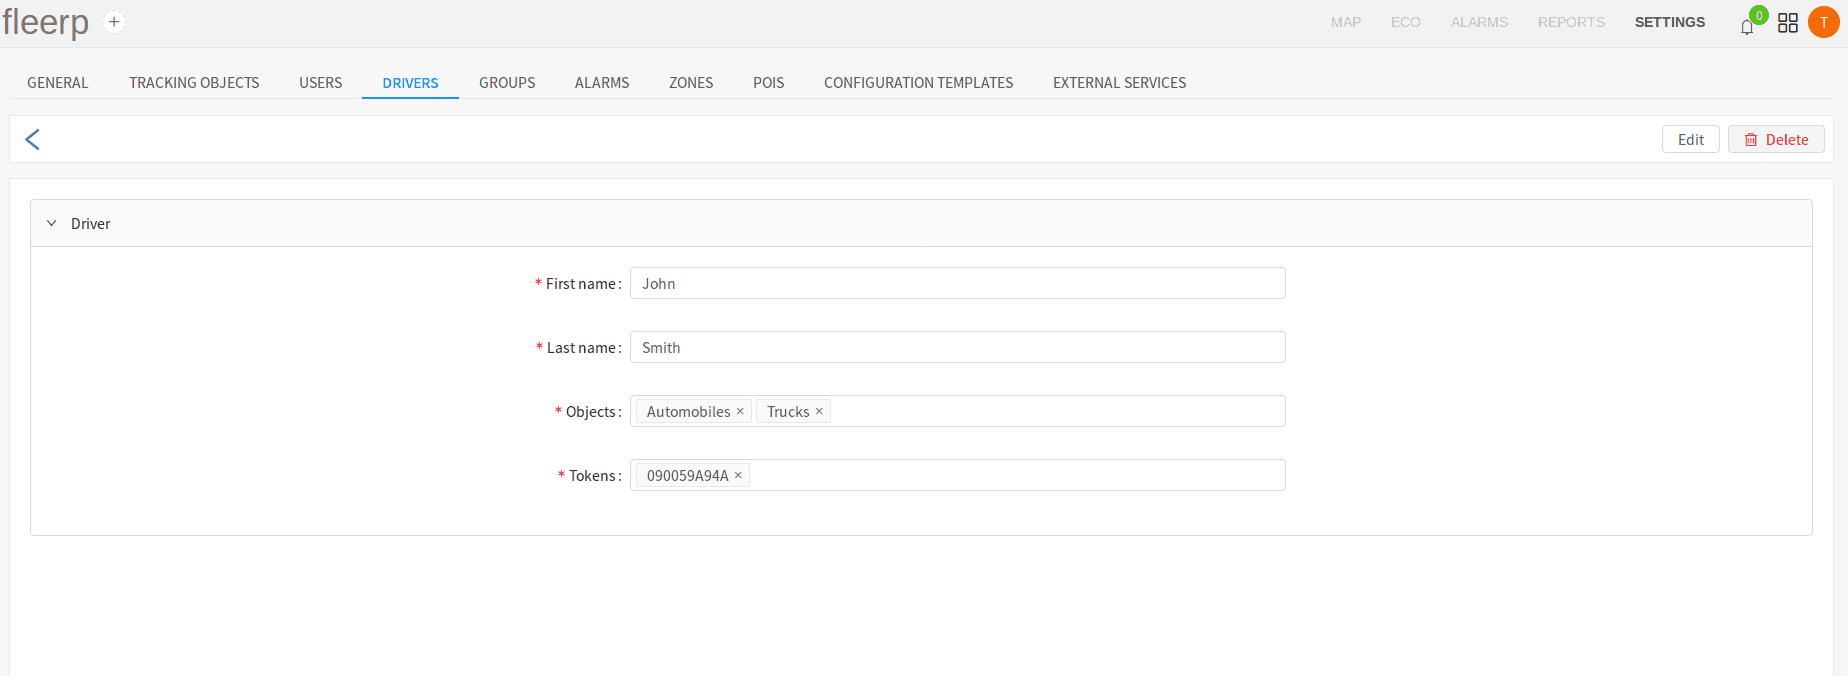 fleerp +
MAP ECO ALARMS REPORTS SETTINGS 0 T
GENERAL TRACKING OBJECTS USERS DRIVERS GROUPS ALARMS ZONES POIS CONFIGURATION TEMPLATES EXTERNAL SERVICES
Edit Delete
Driver
* First name: John
* Last name: Smith
* Objects: Automobiles × Trucks ×
* Tokens: 090059A94A ×